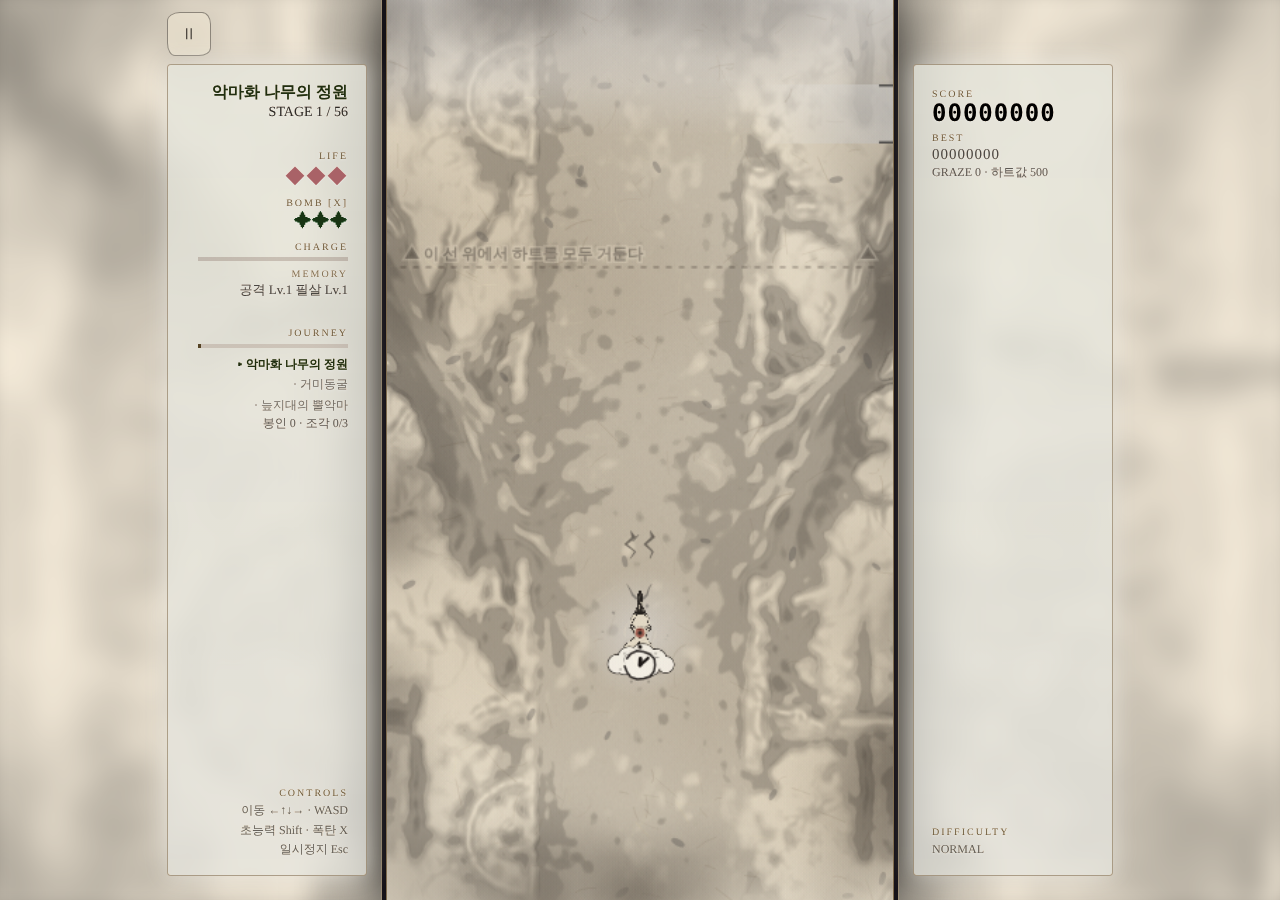 II
악마화 나무의 정원
STAGE 1 / 56
LIFE
BOMB [X]
CHARGE
MEMORY
공격 Lv.1 필살 Lv.1
JOURNEY
▸ 악마화 나무의 정원
· 거미동굴
· 늪지대의 뿔악마
봉인 0 · 조각 0/3
CONTROLS
이동 ←↑↓→ · WASD
초능력 Shift · 폭탄 X
일시정지 Esc
이 선 위에서 하트를 모두 거둔다
SCORE
00000000
BEST
00000000
GRAZE 0 · 하트값 500
DIFFICULTY
NORMAL